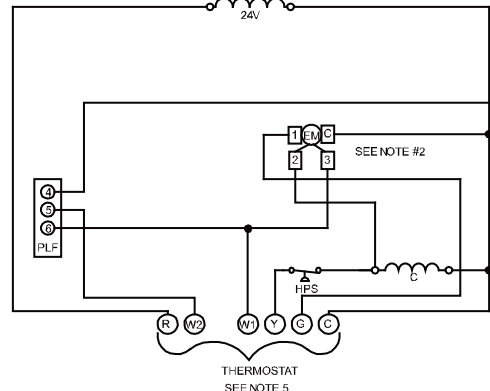 24V
1 EM C
SEE NOTE #2
2 3
4
5
6
PLF
C
HPS
R W2 W1 Y G C
THERMOSTAT
SEE NOTE 5